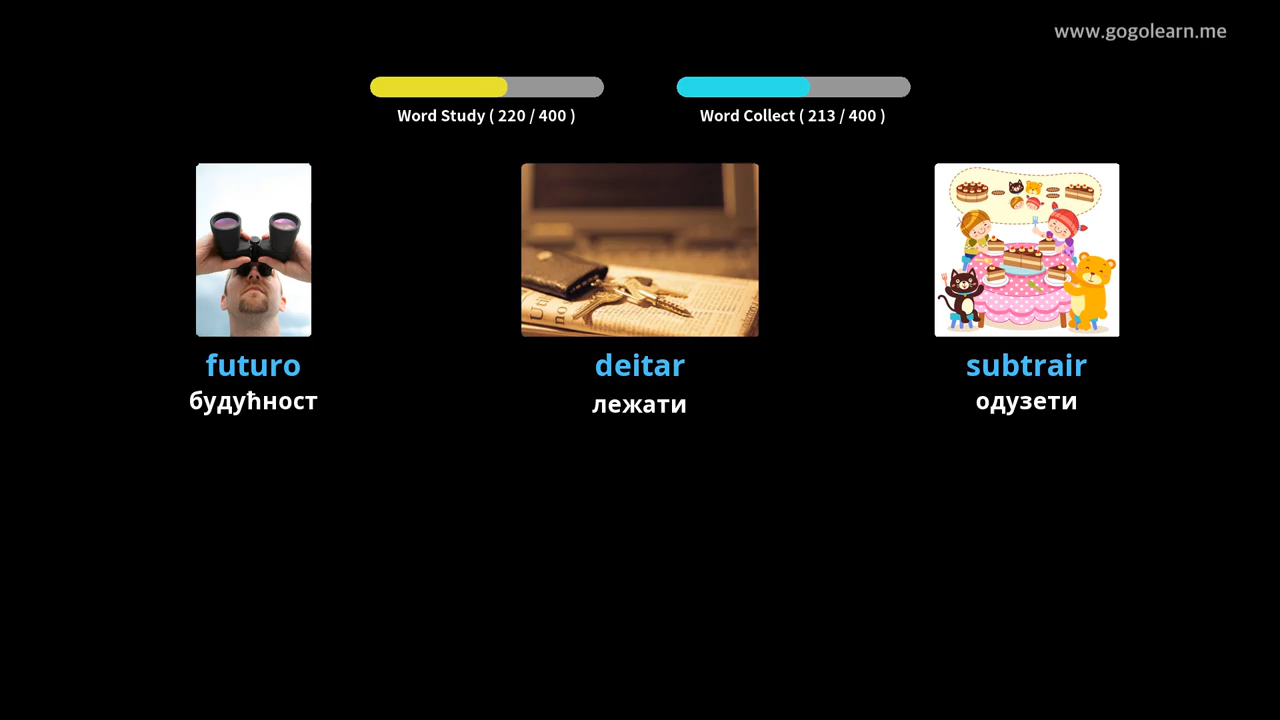 www.gogolearn.me
Word Study ( 220 / 400 )
Word Collect ( 213 / 400 )
futuro
deitar
subtrair
будућност
лежати
одузети